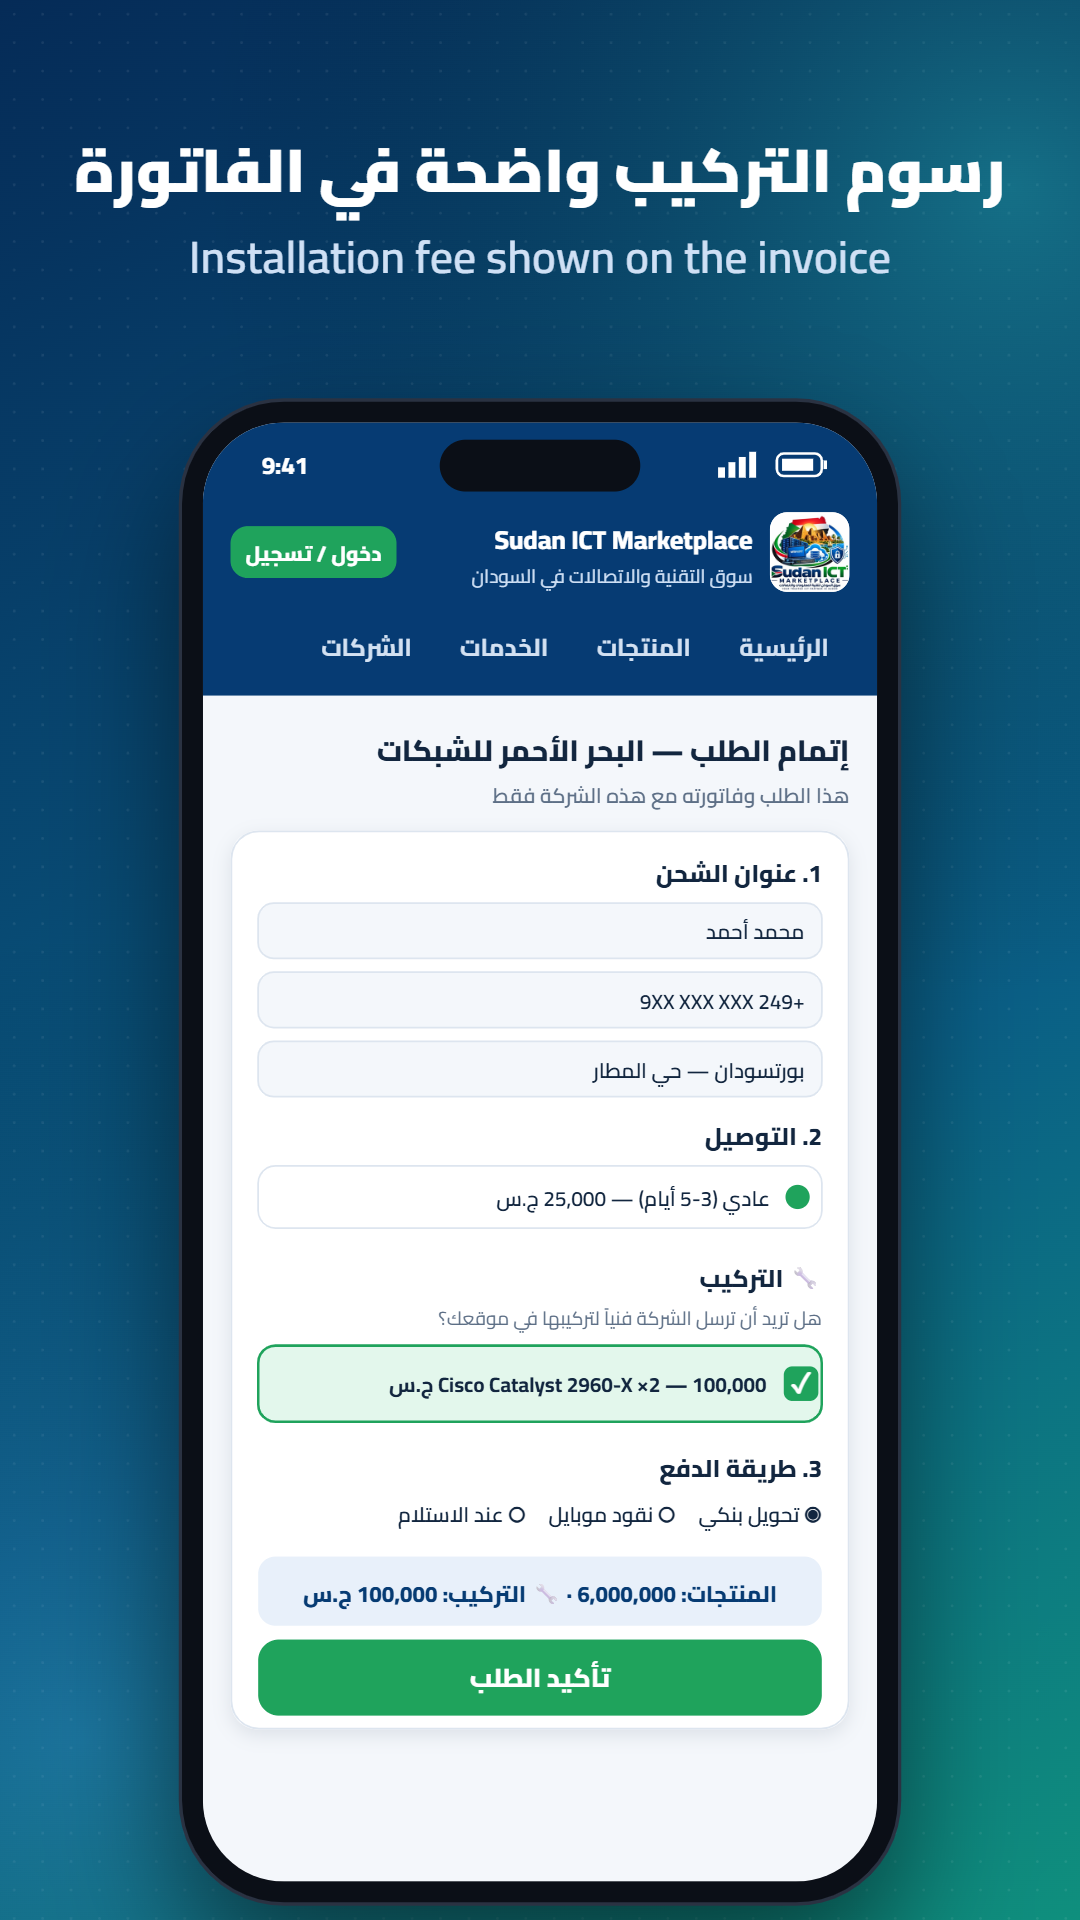 رسوم التركيب واضحة في الفاتورة
Installation fee shown on the invoice
9:41
Sudan ICT Marketplace
سوق التقنية والاتصالات في السودان
دخول / تسجيل
Sudan ICT
MARKETPLACE
الرئيسية المنتجات الخدمات الشركات
إتمام الطلب — البحر الأحمر للشبكات
هذا الطلب وفاتورته مع هذه الشركة فقط
1. عنوان الشحن
محمد أحمد
9XX XXX XXX 249+
بورتسودان — حي المطار
2. التوصيل
عادي (3-5 أيام) — 25,000 ج.س
🔧 التركيب
هل تريد أن ترسل الشركة فنياً لتركيبها في موقعك؟
Cisco Catalyst 2960-X ×2 — 100,000 ج.س
3. طريقة الدفع
تحويل بنكي نقود موبايل عند الاستلام
المنتجات: 6,000,000 · 🔧 التركيب: 100,000 ج.س
تأكيد الطلب